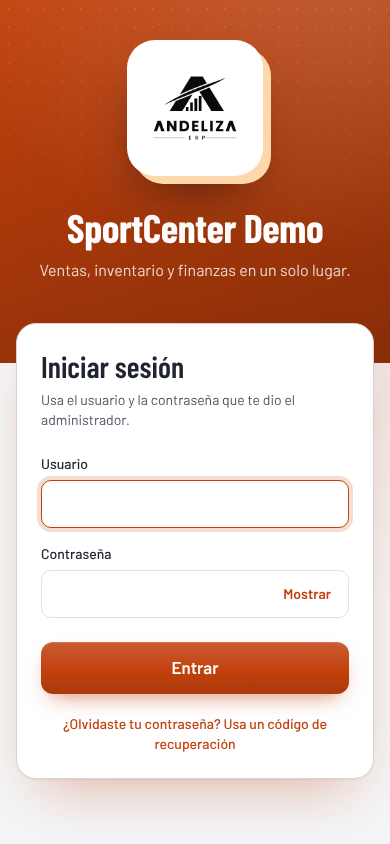 ANDELIZA
ERP
SportCenter Demo
Ventas, inventario y finanzas en un solo lugar.
Iniciar sesión
Usa el usuario y la contraseña que te dio el
administrador.
Usuario
Contraseña
Mostrar
Entrar
¿Olvidaste tu contraseña? Usa un código de
recuperación